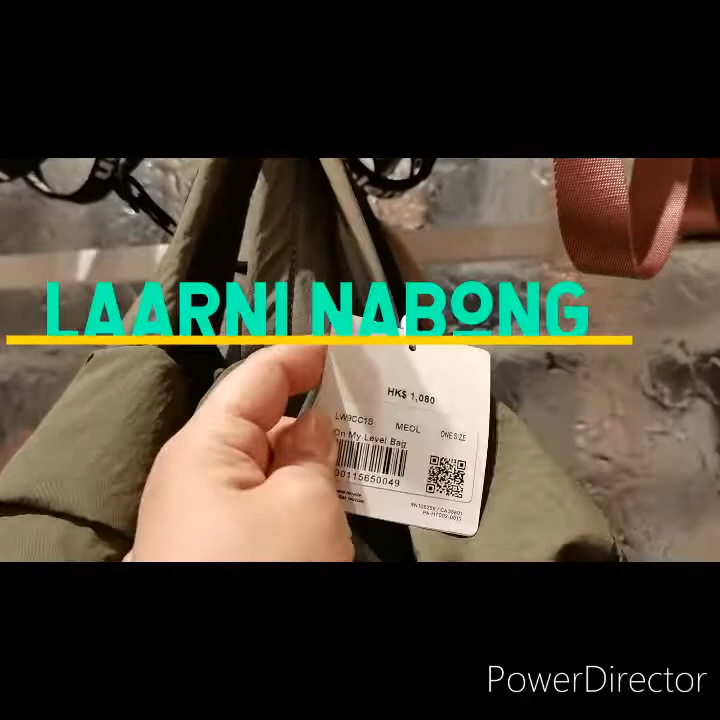 LAARNI NABONG
HK$ 1,080
LW9CC1S MEOL ONE SIZE
On My Level Bag
00115650049
PowerDirector